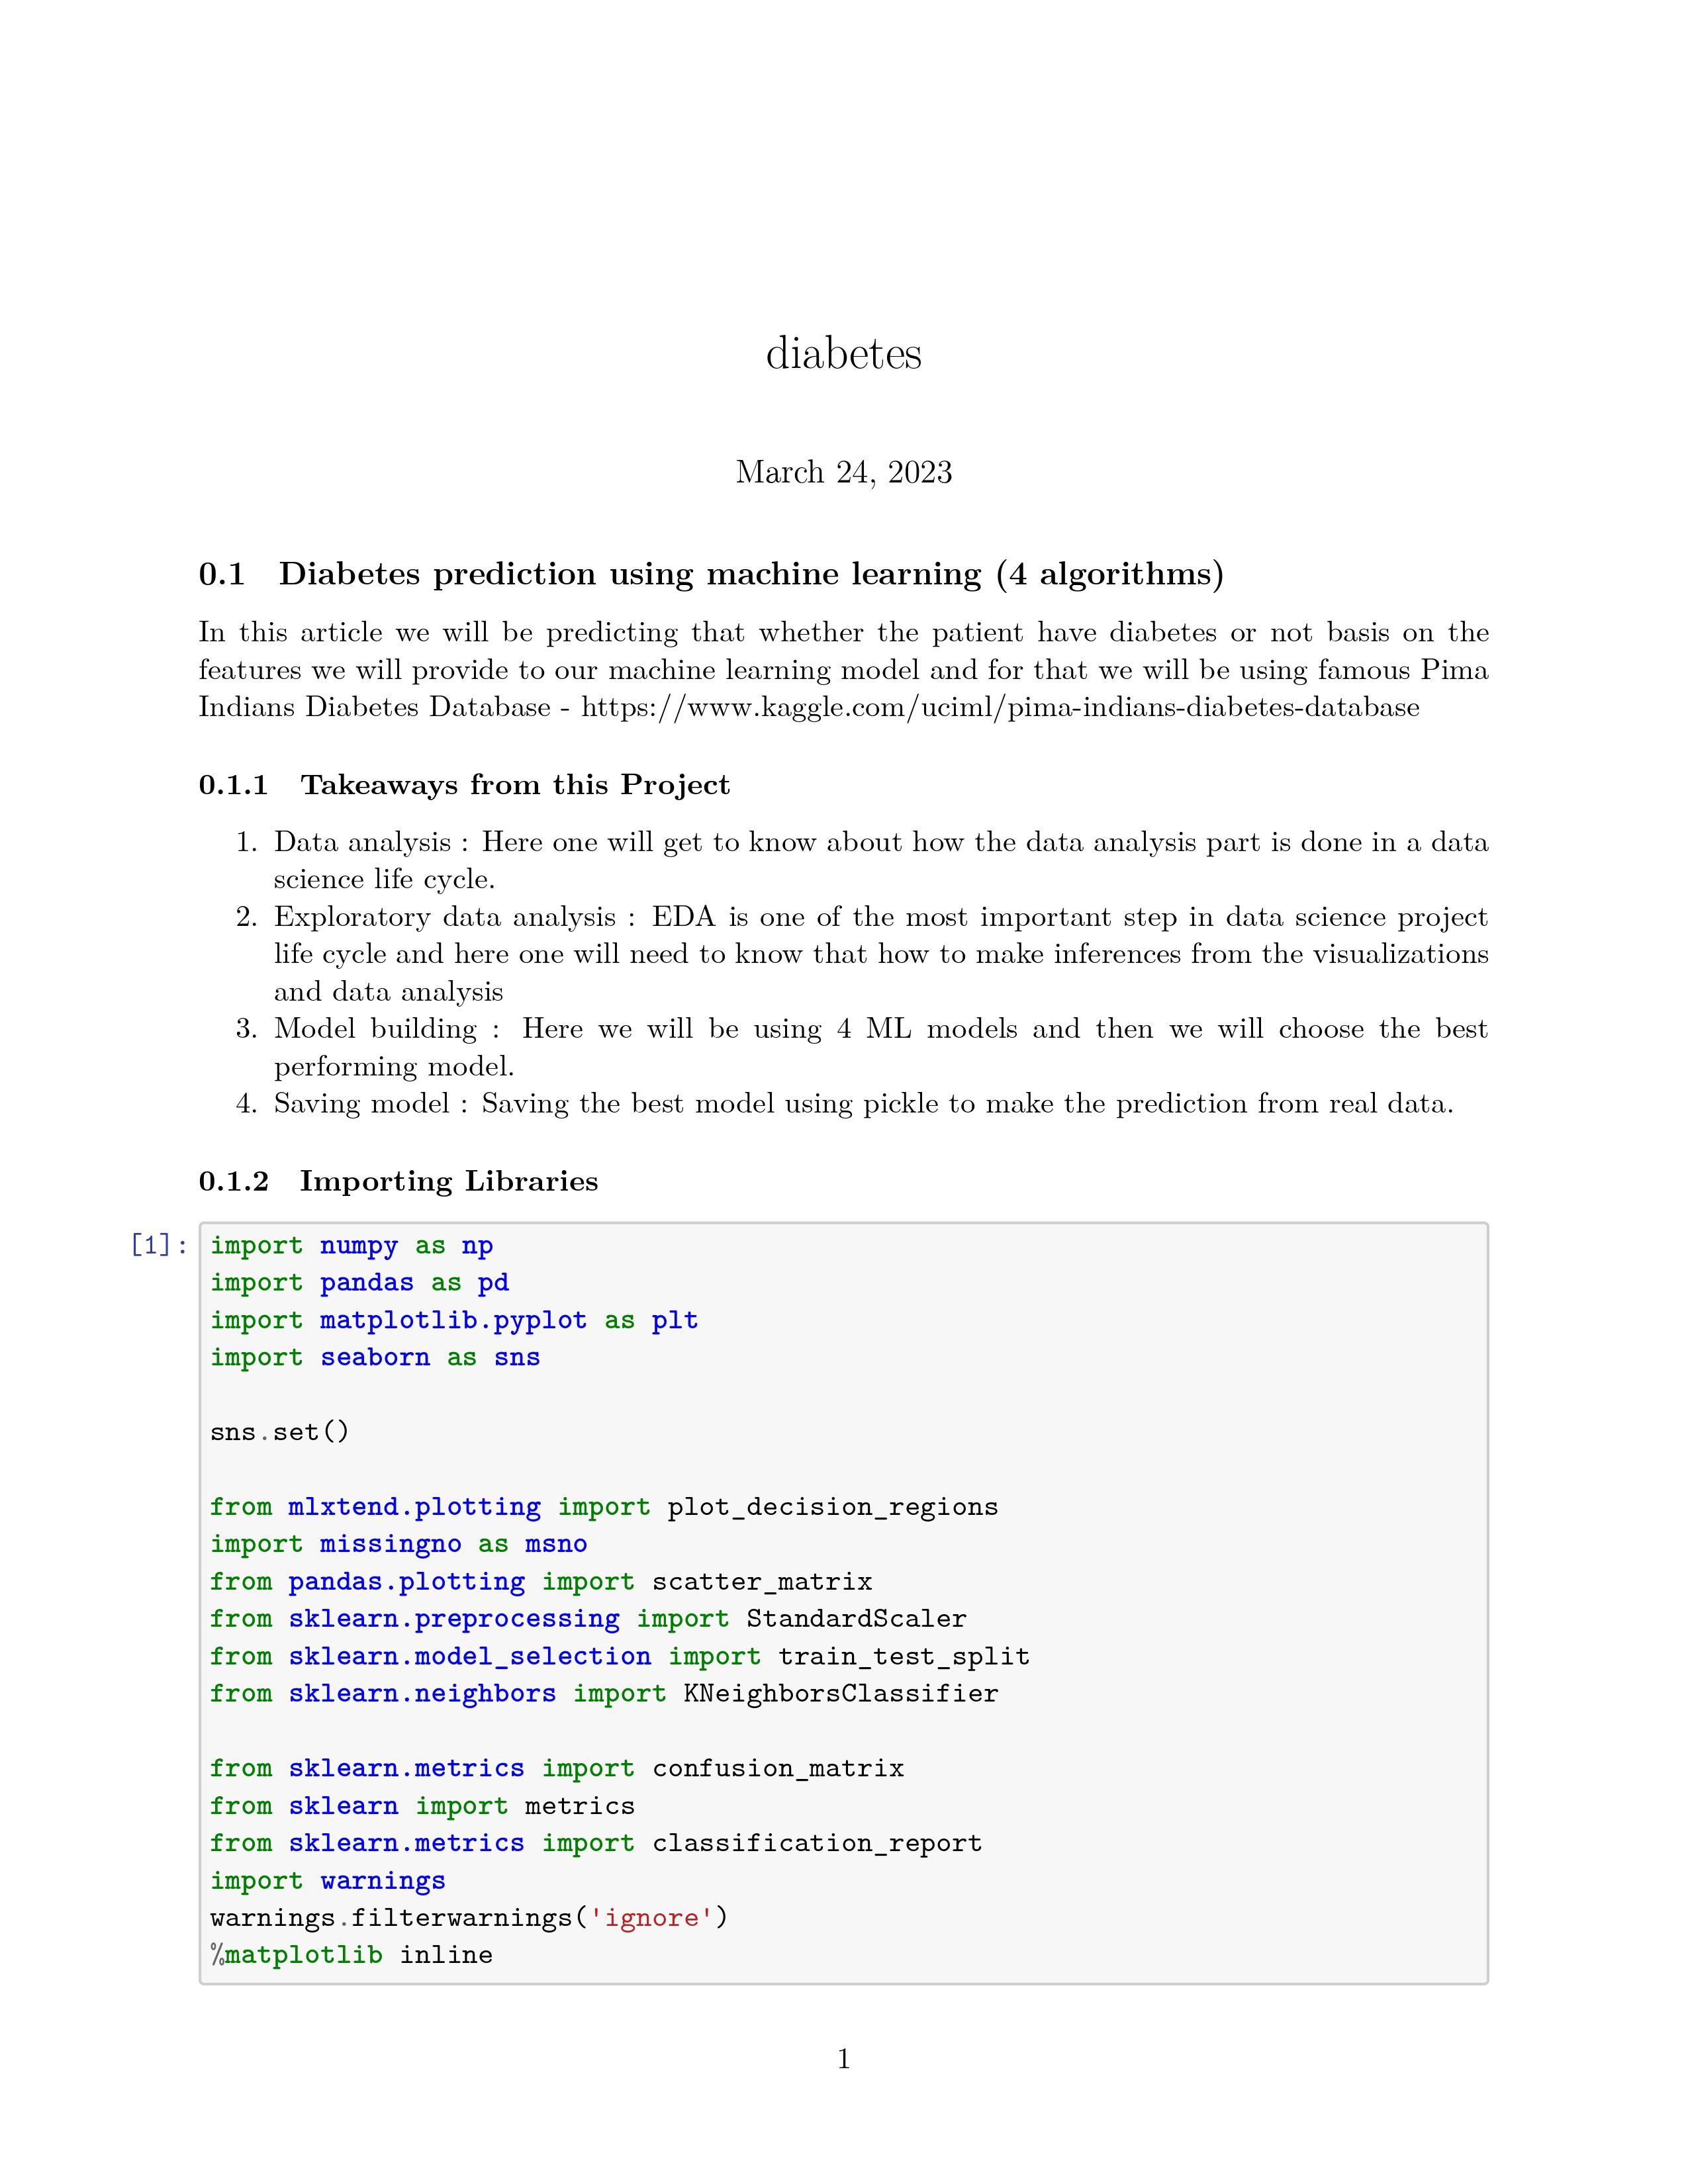 diabetes
March 24, 2023
0.1 Diabetes prediction using machine learning (4 algorithms)
In this article we will be predicting that whether the patient have diabetes or not basis on the
features we will provide to our machine learning model and for that we will be using famous Pima
Indians Diabetes Database - https://www.kaggle.com/uciml/pima-indians-diabetes-database
0.1.1 Takeaways from this Project
1. Data analysis : Here one will get to know about how the data analysis part is done in a data
science life cycle.
2. Exploratory data analysis : EDA is one of the most important step in data science project
life cycle and here one will need to know that how to make inferences from the visualizations
and data analysis
3. Model building : Here we will be using 4 ML models and then we will choose the best
performing model.
4. Saving model : Saving the best model using pickle to make the prediction from real data.
0.1.2 Importing Libraries
[1]: import numpy as np
import pandas as pd
import matplotlib.pyplot as plt
import seaborn as sns
sns.set()
from mlxtend.plotting import plot_decision_regions
import missingno as msno
from pandas.plotting import scatter_matrix
from sklearn.preprocessing import StandardScaler
from sklearn.model_selection import train_test_split
from sklearn.neighbors import KNeighborsClassifier
from sklearn.metrics import confusion_matrix
from sklearn import metrics
from sklearn.metrics import classification_report
import warnings
warnings.filterwarnings('ignore')
%matplotlib inline
1